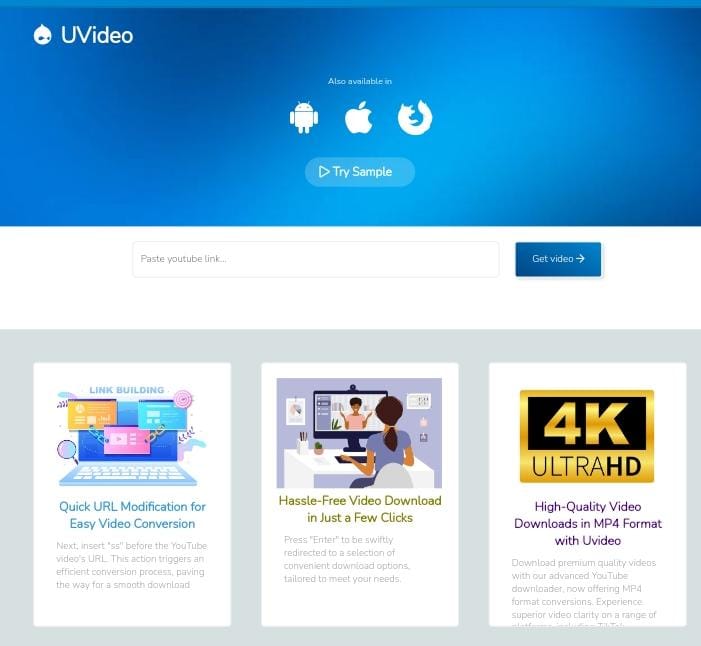 UVideo
Also available in
Try Sample
Paste youtube link...
Get video
LINK BUILDING
Quick URL Modification for
Easy Video Conversion
Next, insert "ss" before the YouTube
video's URL. This action triggers an
efficient conversion process, paving
the way for a smooth download
Hassle-Free Video Download
in Just a Few Clicks
Press "Enter" to be swiftly
redirected to a selection of
convenient download options,
tailored to meet your needs.
4K
ULTRAHD
High-Quality Video
Downloads in MP4 Format
with Uvideo
Download premium quality videos
with our advanced YouTube
downloader, now offering MP4
format conversions. Experience
superior video clarity on a range of
platforms, including TikTok,